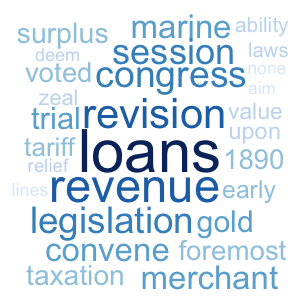 surplus marine ability
deem session laws
voted congress none
zeal aim
trial revision value
upon
tariff loans 1890
relief
lines revenue early
legislation gold
convene foremost
taxation merchant